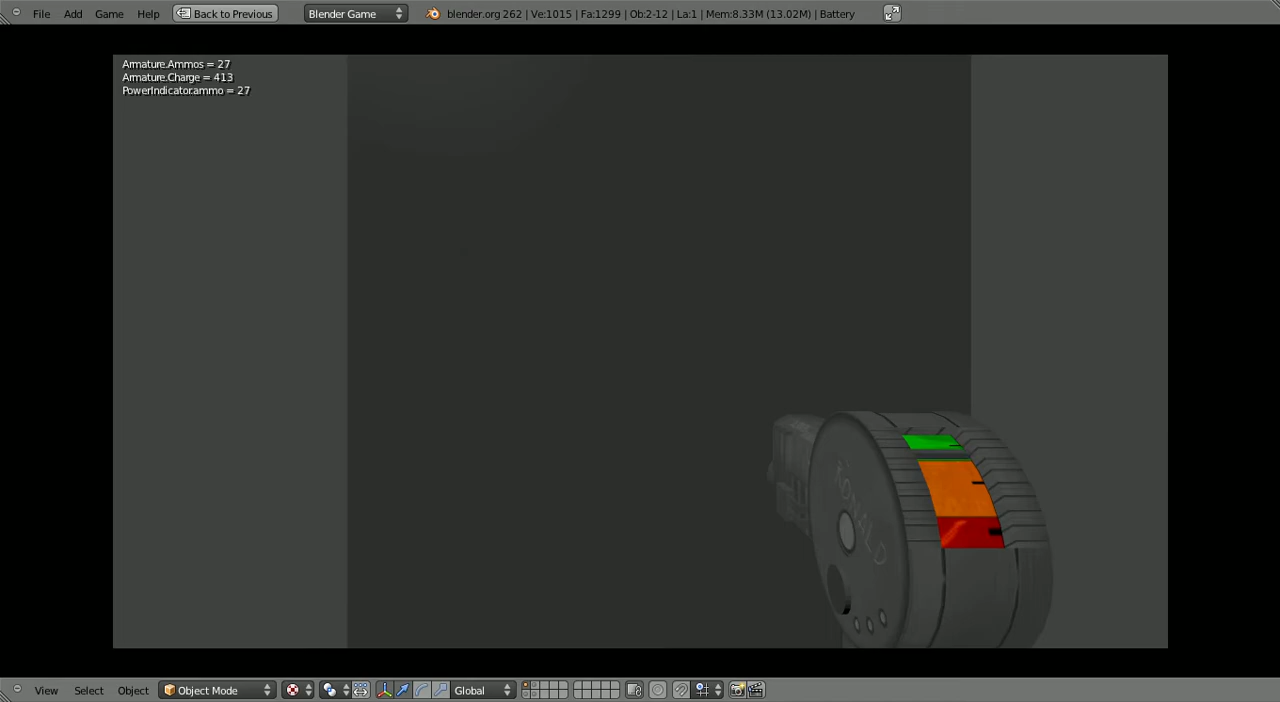 File Add Game Help Back to Previous Blender Game blender.org 262 | Ve:1015 | Fa:1299 | Ob:2-12 | La:1 | Mem:8.33M (13.02M) | Battery
Armature.Ammos = 27
Armature.Charge = 413
PowerIndicator.ammo = 27
RONALD
View Select Object Object Mode Global